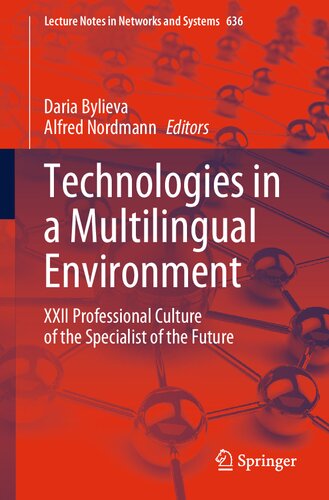 Lecture Notes in Networks and Systems 636
Daria Bylieva
Alfred Nordmann Editors
Technologies in
a Multilingual
Environment
XXII Professional Culture
of the Specialist of the Future
Springer